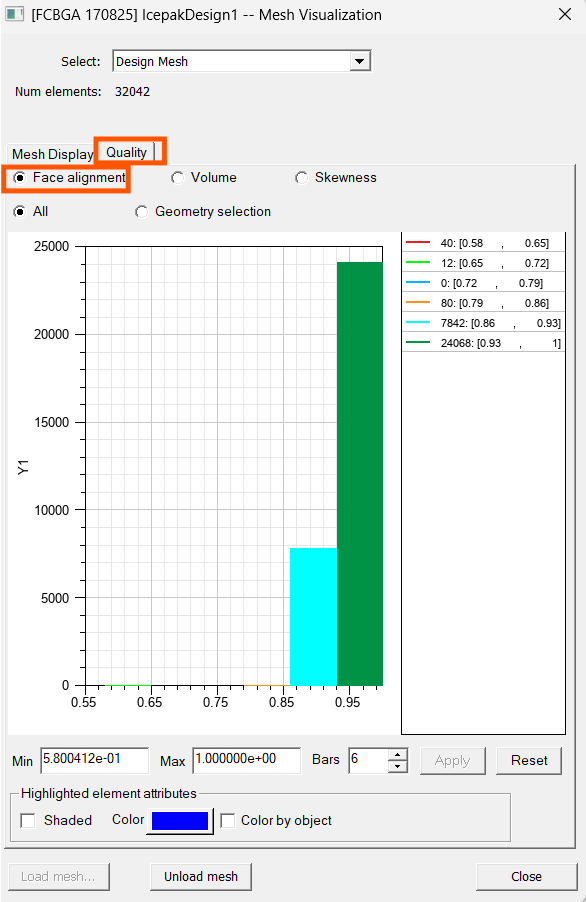 [FCBGA 170825] IcepakDesign1 -- Mesh Visualization
Select: Design Mesh
Num elements: 32042
Mesh Display Quality
Face alignment Volume Skewness
All Geometry selection
25000
20000
15000
10000
5000
0
Y1
0.55 0.65 0.75 0.85 0.95
40: [0.58 , 0.65]
12: [0.65 , 0.72]
0: [0.72 , 0.79]
80: [0.79 , 0.86]
7842: [0.86 , 0.93]
24068: [0.93 , 1]
Min 5.800412e-01 Max 1.000000e+00 Bars 6 Apply Reset
Highlighted element attributes
Shaded Color Color by object
Load mesh... Unload mesh Close